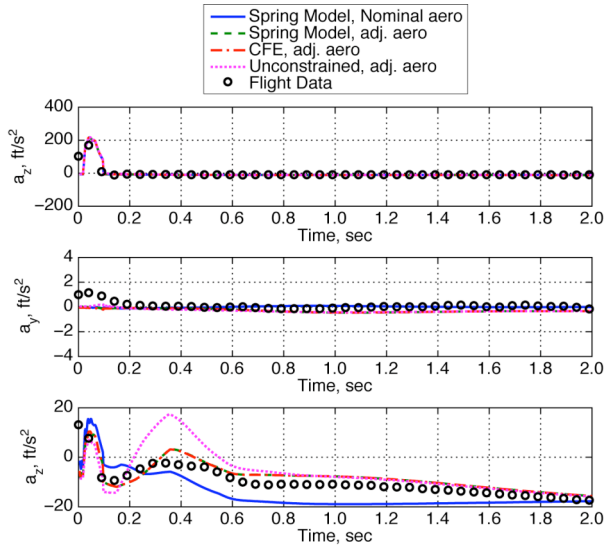 Spring Model, Nominal aero
Spring Model, adj. aero
CFE, adj. aero
Unconstrained, adj. aero
Flight Data
400
200
0
−200
a_z, ft/s²
0 0.2 0.4 0.6 0.8 1.0 1.2 1.4 1.6 1.8 2.0
Time, sec
4
2
0
−2
4
a_y, ft/s²
0 0.2 0.4 0.6 0.8 1.0 1.2 1.4 1.6 1.8 2.0
Time, sec
20
0
−20
a_z, ft/s²
0 0.2 0.4 0.6 0.8 1.0 1.2 1.4 1.6 1.8 2.0
Time, sec